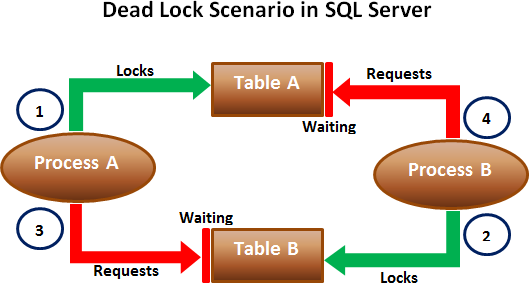 Dead Lock Scenario in SQL Server
Locks
Table A
Requests
Waiting
1
4
Process A
Process B
3
2
Waiting
Table B
Requests
Locks